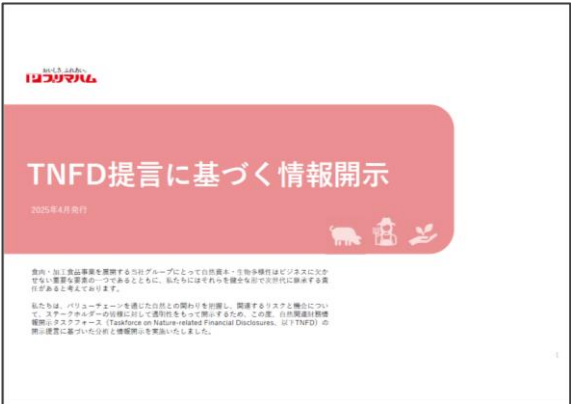 おいしさ、ふれあい。
プリマハム
TNFD提言に基づく情報開示
2025年4月発行
食肉・加工食品事業を展開する当社グループにとって自然資本・生物多様性はビジネスに欠か
せない重要な要素の一つであるとともに、私たちにはそれらを健全な形で次世代に継承する責
任があると考えております。
私たちは、バリューチェーンを通じた自然との関わりを把握し、関連するリスクと機会につい
て、ステークホルダーの皆様に対して透明性をもって開示するため、この度、自然関連財務情
報開示タスクフォース（Taskforce on Nature-related Financial Disclosures、以下TNFD）の
開示提言に基づいた分析と情報開示を実施いたしました。
1